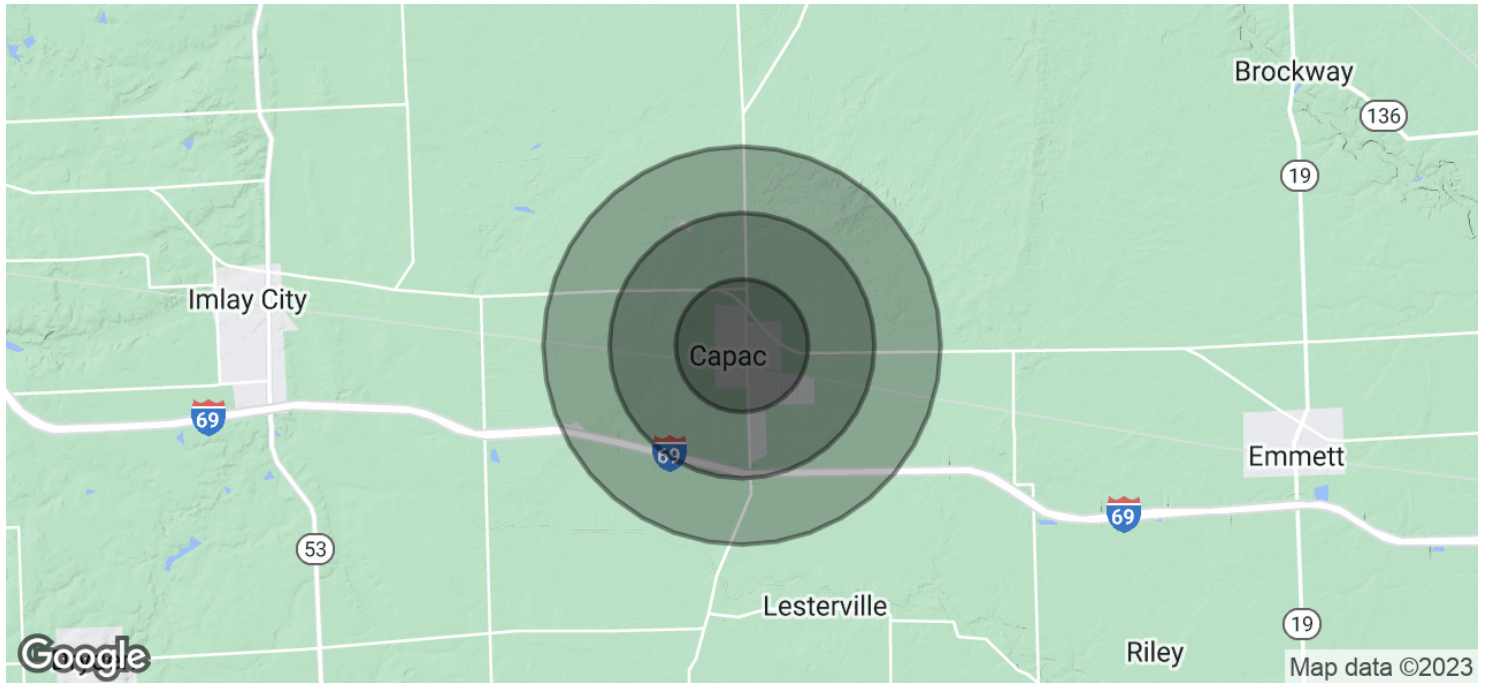 Brockway
136
19
Imlay City
Capac
69
69
Emmett
69
53
Lesterville
19
Riley
Google
Map data ©2023